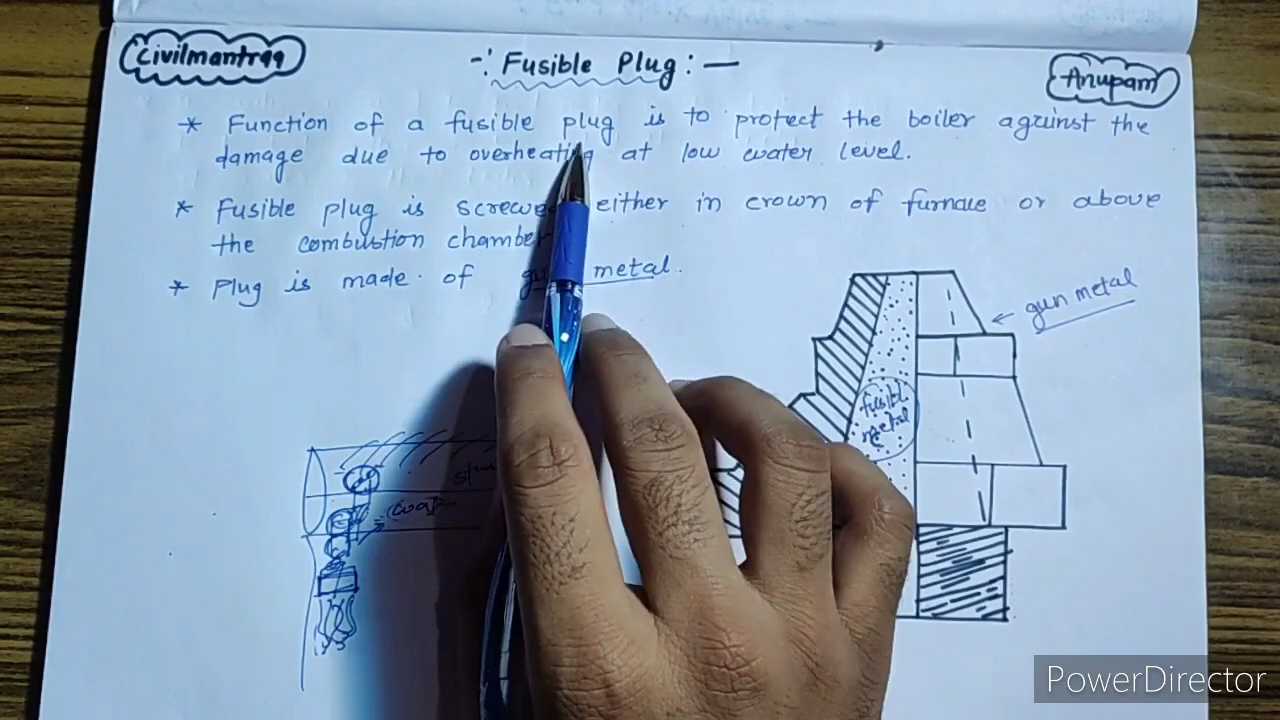 Civilmantr99
-: Fusible Plug: —
Anupam
* Function of a fusible plug is to protect the boiler against the
damage due to overheating at low water level.
* Fusible plug is screwed either in crown of furnace or above
the combustion chamber
* Plug is made of gun metal.
gun metal
fusible
metal
PowerDirector